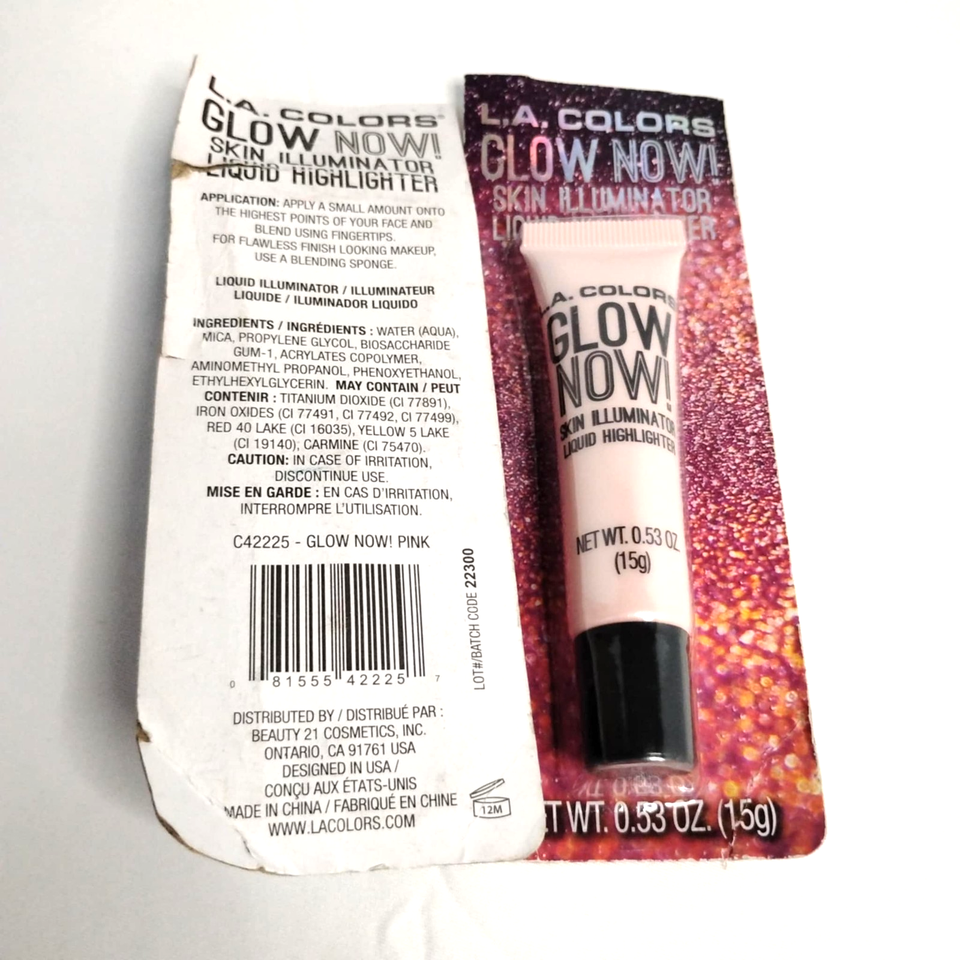 L.A. COLORS®
GLOW NOW!
SKIN ILLUMINATOR™
LIQUID HIGHLIGHTER
APPLICATION: APPLY A SMALL AMOUNT ONTO
THE HIGHEST POINTS OF YOUR FACE AND
BLEND USING FINGERTIPS.
FOR FLAWLESS FINISH LOOKING MAKEUP,
USE A BLENDING SPONGE.
LIQUID ILLUMINATOR / ILLUMINATEUR
LIQUIDE / ILUMINADOR LIQUIDO
INGREDIENTS / INGRÉDIENTS : WATER (AQUA),
MICA, PROPYLENE GLYCOL, BIOSACCHARIDE
GUM-1, ACRYLATES COPOLYMER,
AMINOMETHYL PROPANOL, PHENOXYETHANOL,
ETHYLHEXYLGLYCERIN. MAY CONTAIN / PEUT
CONTENIR : TITANIUM DIOXIDE (CI 77891),
IRON OXIDES (CI 77491, CI 77492, CI 77499),
RED 40 LAKE (CI 16035), YELLOW 5 LAKE
(CI 19140), CARMINE (CI 75470).
CAUTION: IN CASE OF IRRITATION,
DISCONTINUE USE.
MISE EN GARDE : EN CAS D'IRRITATION,
INTERROMPRE L'UTILISATION.
C42225 - GLOW NOW! PINK
0 81555 42225 7
LOT#/BATCH CODE 22300
DISTRIBUTED BY / DISTRIBUÉ PAR :
BEAUTY 21 COSMETICS, INC.
ONTARIO, CA 91761 USA
DESIGNED IN USA /
CONÇU AUX ÉTATS-UNIS
MADE IN CHINA / FABRIQUÉ EN CHINE
WWW.LACOLORS.COM
12M
L.A. COLORS
GLOW NOW!
SKIN ILLUMINATOR
L.A. COLORS
GLOW
NOW!
SKIN ILLUMINATOR
LIQUID HIGHLIGHTER
NET WT. 0.53 OZ
(15g)
WT. 0.53 OZ. (15g)